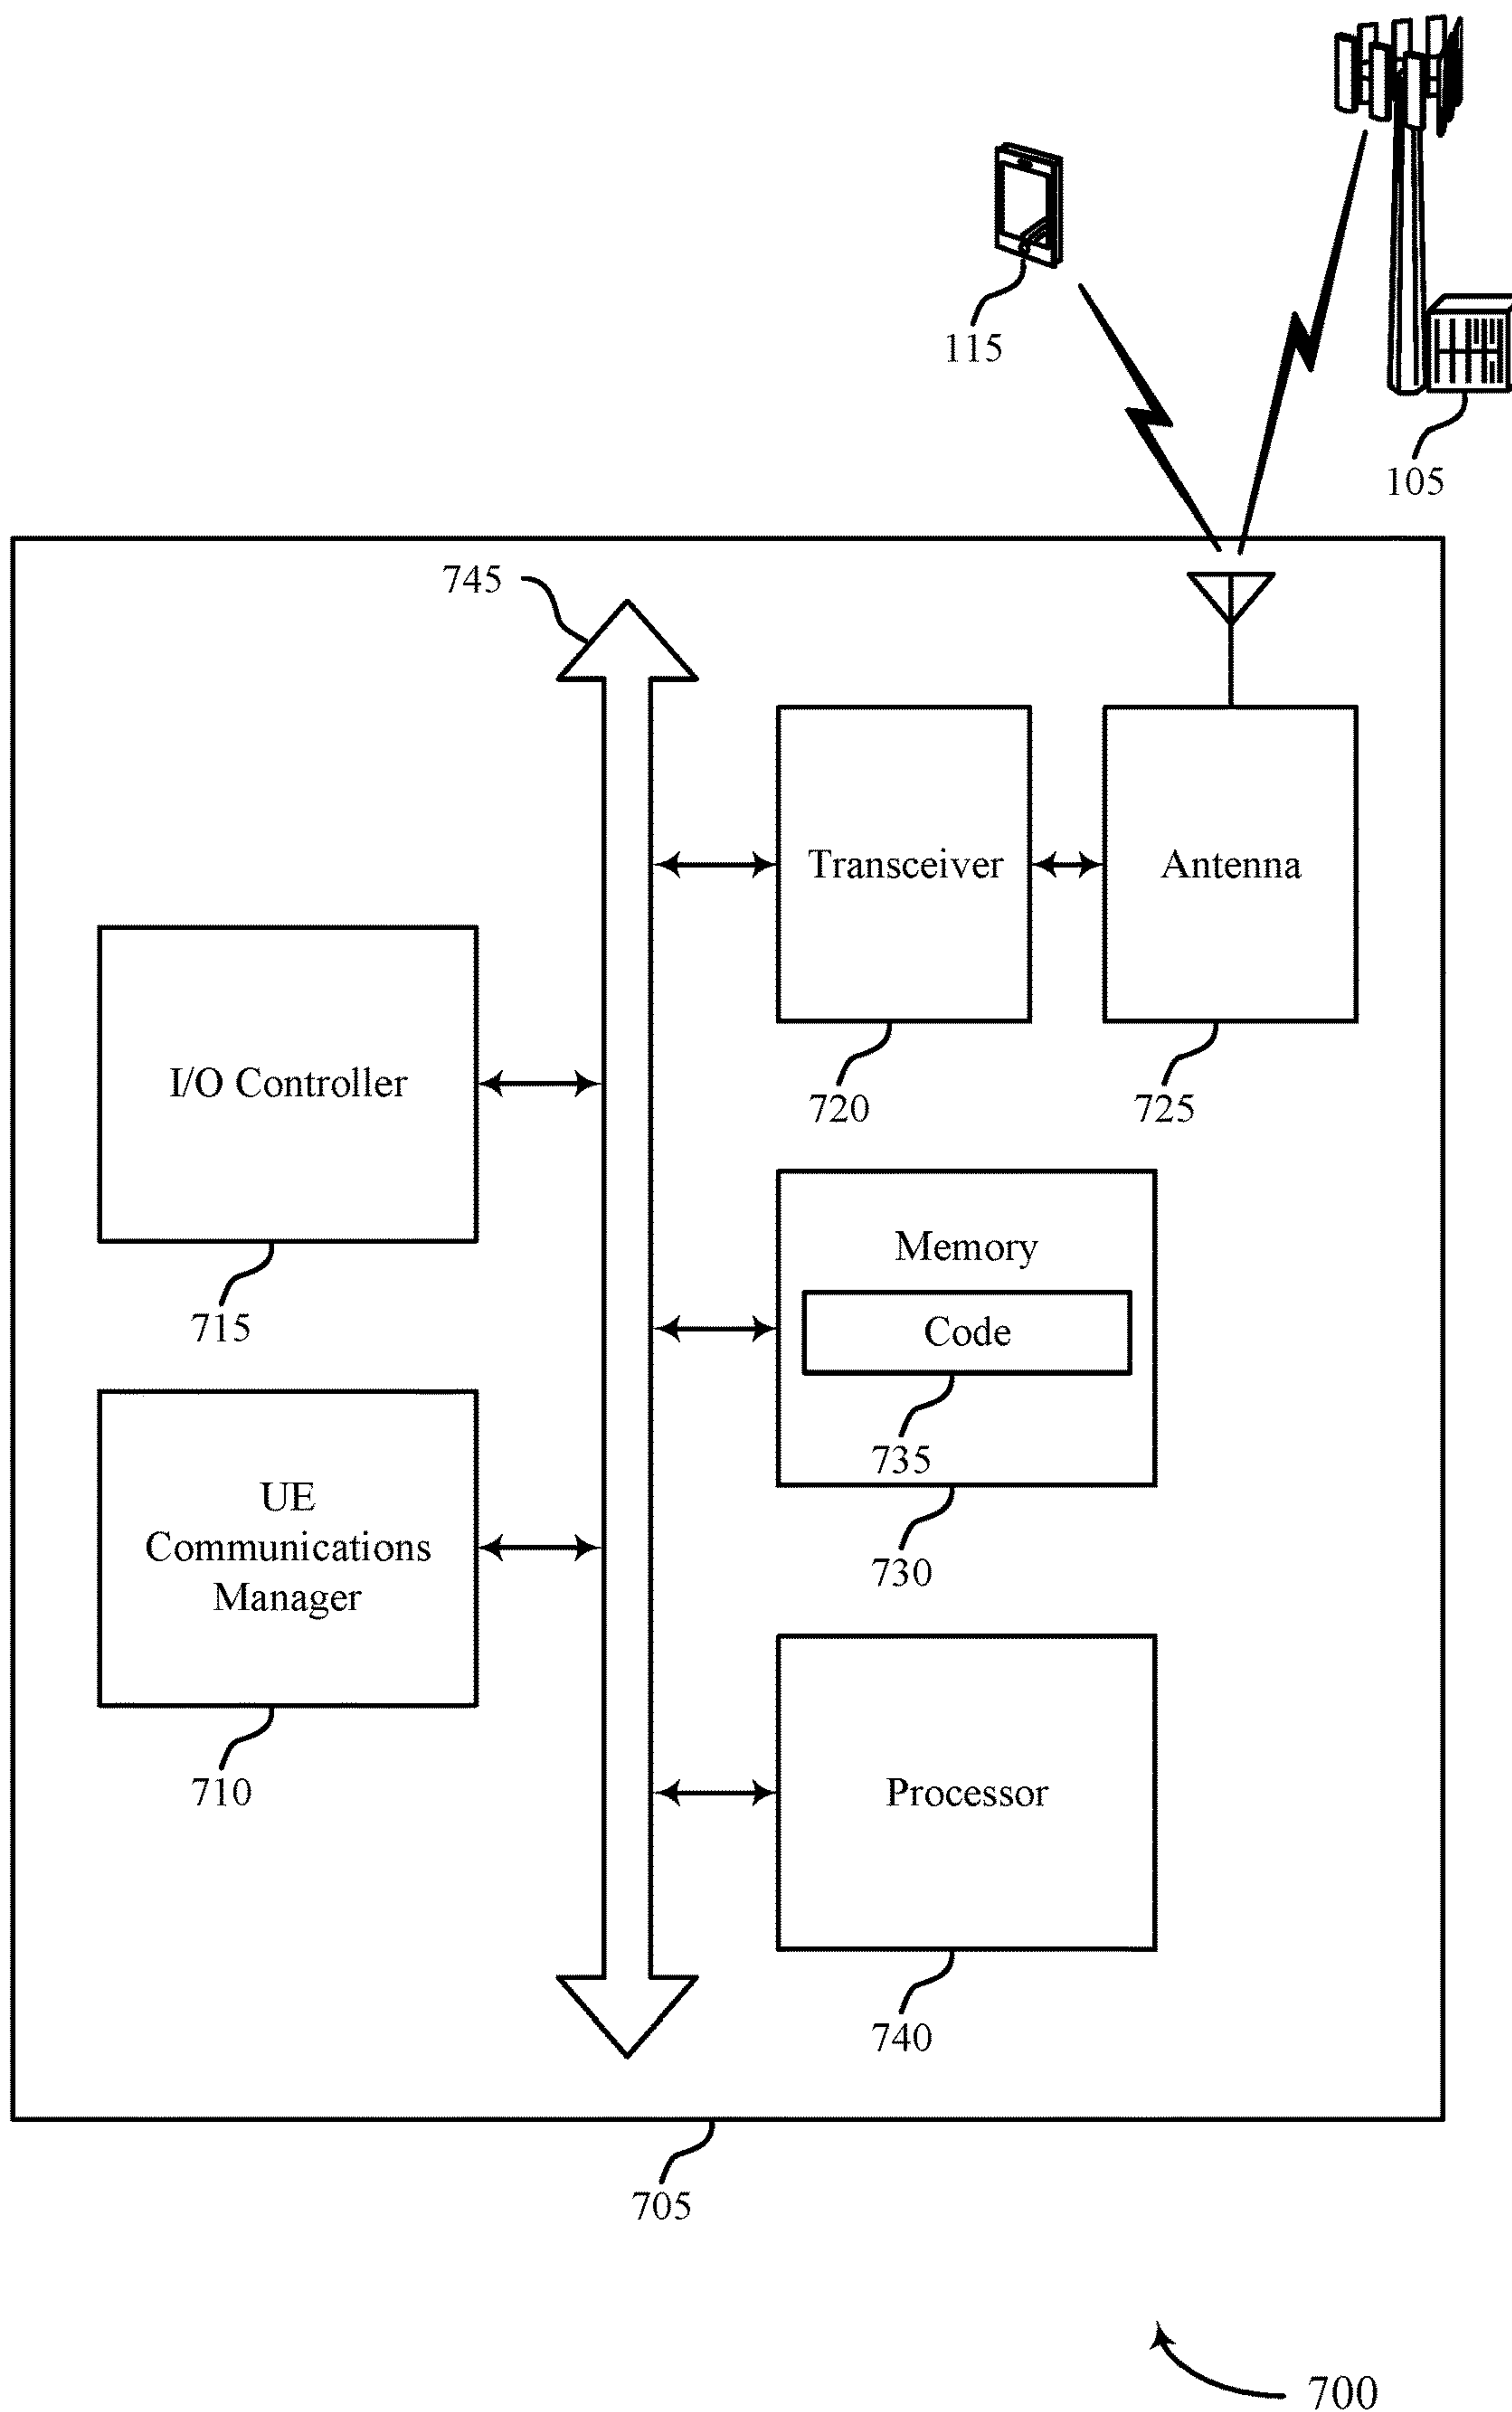 115
105
745
Transceiver
Antenna
I/O Controller
720
725
Memory
715
Code
735
UE
Communications
Manager
730
710
Processor
740
705
700